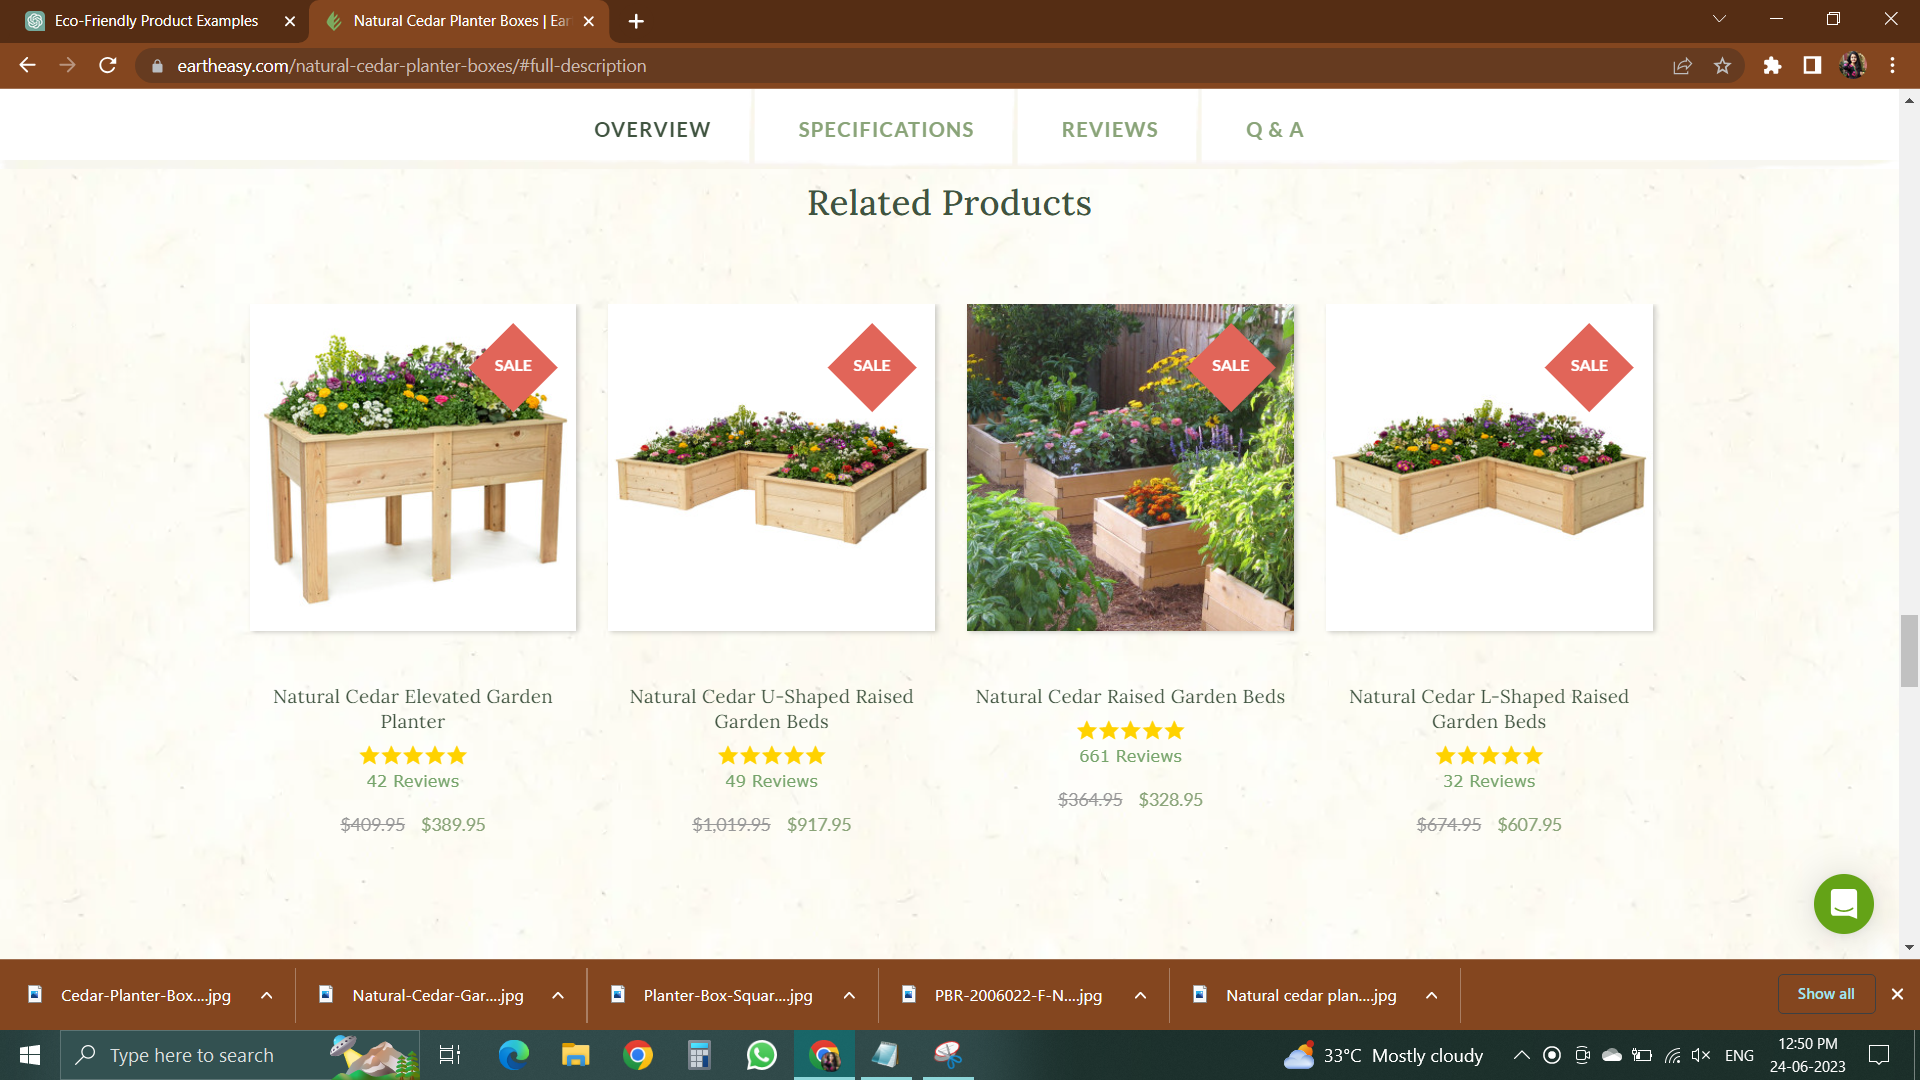 Eco-Friendly Product Examples
Natural Cedar Planter Boxes | Ear
eartheasy.com/natural-cedar-planter-boxes/#full-description
OVERVIEW
SPECIFICATIONS
REVIEWS
Q & A
Related Products
SALE
SALE
SALE
SALE
Natural Cedar Elevated Garden
Planter
42 Reviews
$409.95 $389.95
Natural Cedar U-Shaped Raised
Garden Beds
49 Reviews
$1,019.95 $917.95
Natural Cedar Raised Garden Beds
661 Reviews
$364.95 $328.95
Natural Cedar L-Shaped Raised
Garden Beds
32 Reviews
$674.95 $607.95
Cedar-Planter-Box....jpg
Natural-Cedar-Gar....jpg
Planter-Box-Squar....jpg
PBR-2006022-F-N....jpg
Natural cedar plan....jpg
Show all
Type here to search
33°C Mostly cloudy
ENG
12:50 PM
24-06-2023